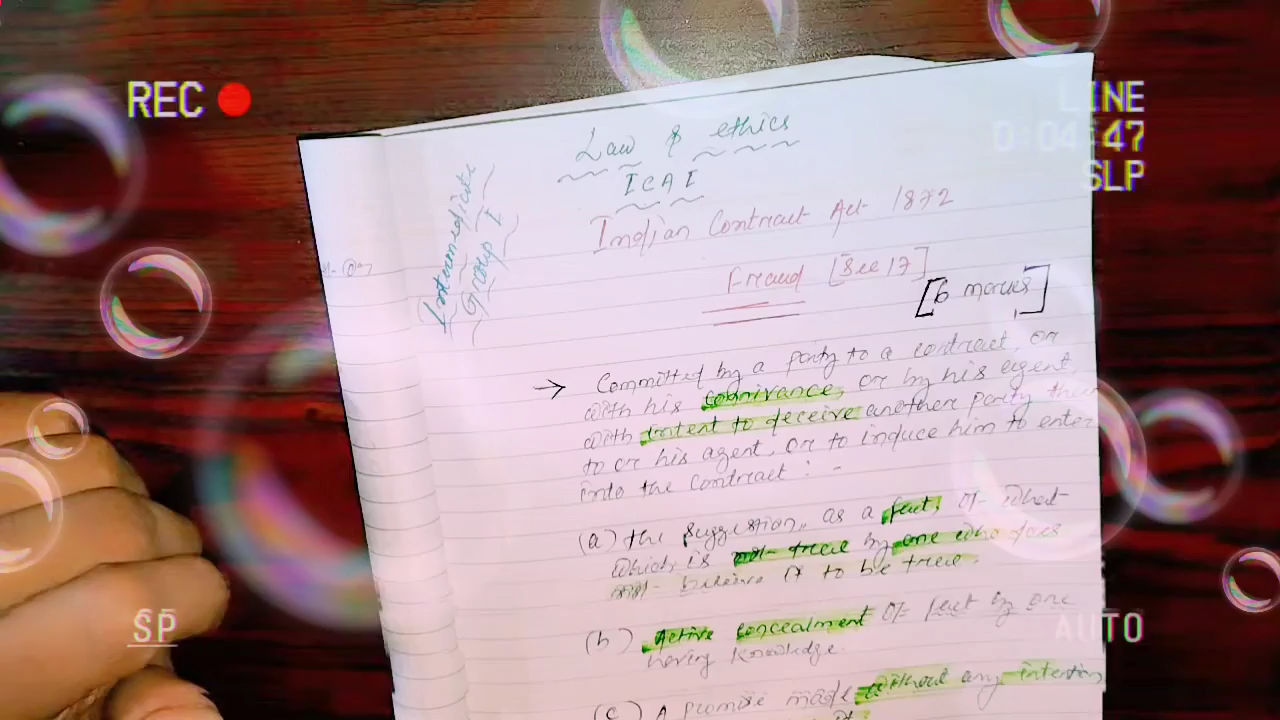 REC
LINE
0:04:47
SLP
Law & ethics
ICAI
Intermediate
Group I
Indian Contract Act 1872
Fraud [Sec 17]
[6 marks]
→ Committed by a party to a contract, or
with his connivance, or by his agent,
with intent to deceive another party there
to or his agent, or to induce him to enter
into the contract : -
(a) the suggestion, as a fact, of what
which is not true by one who does
not believe it to be true.
(b) Active concealment of fact by one
having knowledge.
(c) A promise made without any intention
SP
AUTO